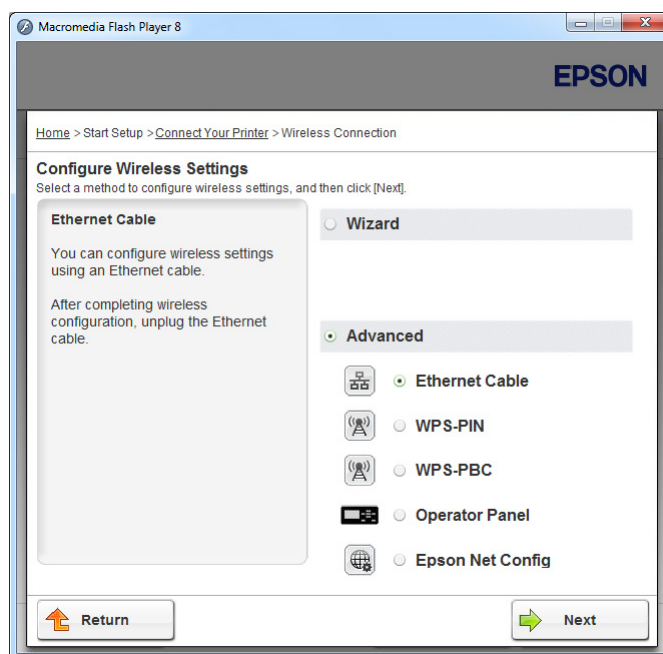 Macromedia Flash Player 8
EPSON
Home > Start Setup > Connect Your Printer > Wireless Connection
Configure Wireless Settings
Select a method to configure wireless settings, and then click [Next].
Ethernet Cable
You can configure wireless settings
using an Ethernet cable.
After completing wireless
configuration, unplug the Ethernet
cable.
Wizard
Advanced
Ethernet Cable
WPS-PIN
WPS-PBC
Operator Panel
Epson Net Config
Return
Next